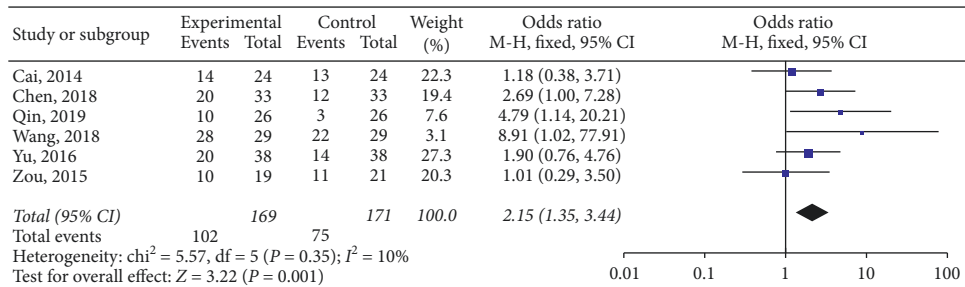 Study or subgroup Experimental Control Weight Odds ratio Odds ratio
Events Total Events Total (%) M-H, fixed, 95% CI M-H, fixed, 95% CI
Cai, 2014 14 24 13 24 22.3 1.18 (0.38, 3.71)
Chen, 2018 20 33 12 33 19.4 2.69 (1.00, 7.28)
Qin, 2019 10 26 3 26 7.6 4.79 (1.14, 20.21)
Wang, 2018 28 29 22 29 3.1 8.91 (1.02, 77.91)
Yu, 2016 20 38 14 38 27.3 1.90 (0.76, 4.76)
Zou, 2015 10 19 11 21 20.3 1.01 (0.29, 3.50)
Total (95% CI) 169 171 100.0 2.15 (1.35, 3.44)
Total events 102 75
Heterogeneity: chi² = 5.57, df = 5 (P = 0.35); I² = 10%
Test for overall effect: Z = 3.22 (P = 0.001)
0.01 0.1 1 10 100